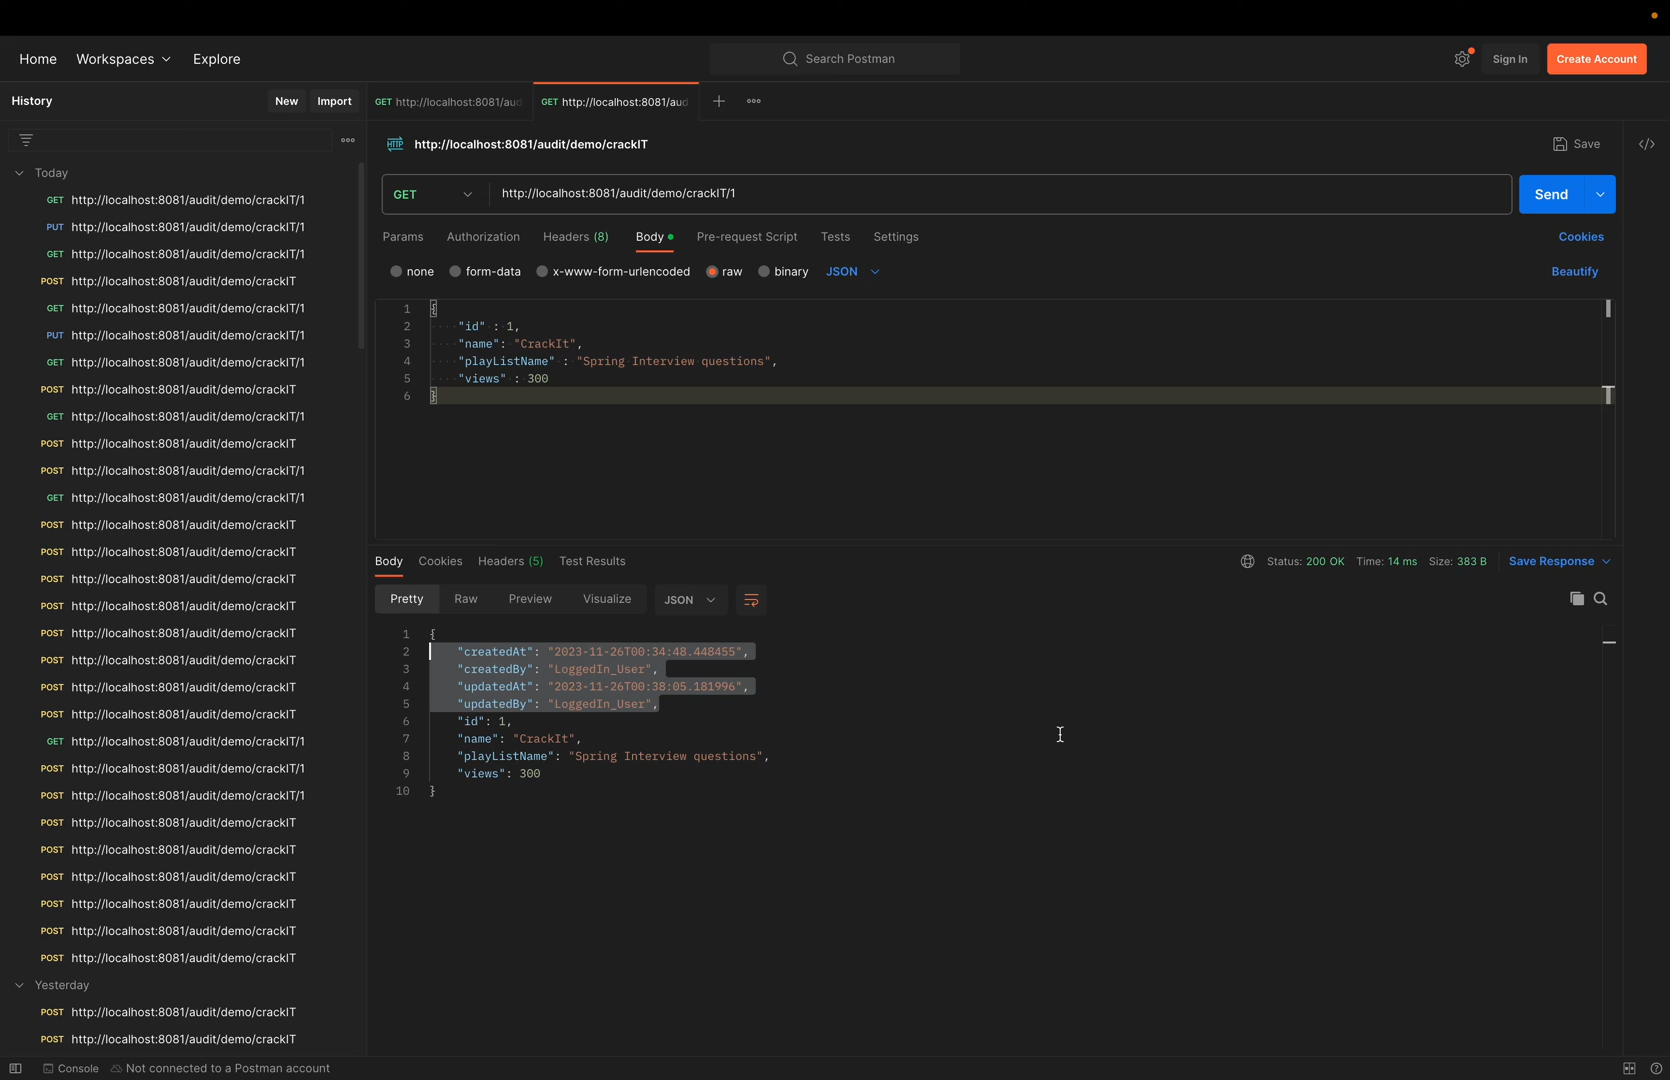 Home Workspaces Explore Search Postman Sign In Create Account
History New Import GET http://localhost:8081/aud GET http://localhost:8081/aud
HTTP http://localhost:8081/audit/demo/crackIT Save
GET http://localhost:8081/audit/demo/crackIT/1 Send
Params Authorization Headers (8) Body Pre-request Script Tests Settings Cookies
none form-data x-www-form-urlencoded raw binary JSON Beautify
1 {
2 "id" : 1,
3 "name": "CrackIt",
4 "playListName" : "Spring Interview questions",
5 "views" : 300
6 }
Body Cookies Headers (5) Test Results Status: 200 OK Time: 14 ms Size: 383 B Save Response
Pretty Raw Preview Visualize JSON
1 {
2 "createdAt": "2023-11-26T00:34:48.448455",
3 "createdBy": "LoggedIn_User",
4 "updatedAt": "2023-11-26T00:38:05.181996",
5 "updatedBy": "LoggedIn_User",
6 "id": 1,
7 "name": "CrackIt",
8 "playListName": "Spring Interview questions",
9 "views": 300
10 }
Today
GET http://localhost:8081/audit/demo/crackIT/1
PUT http://localhost:8081/audit/demo/crackIT/1
GET http://localhost:8081/audit/demo/crackIT/1
POST http://localhost:8081/audit/demo/crackIT
GET http://localhost:8081/audit/demo/crackIT/1
PUT http://localhost:8081/audit/demo/crackIT/1
GET http://localhost:8081/audit/demo/crackIT/1
POST http://localhost:8081/audit/demo/crackIT
GET http://localhost:8081/audit/demo/crackIT/1
POST http://localhost:8081/audit/demo/crackIT
POST http://localhost:8081/audit/demo/crackIT/1
GET http://localhost:8081/audit/demo/crackIT/1
POST http://localhost:8081/audit/demo/crackIT
POST http://localhost:8081/audit/demo/crackIT
POST http://localhost:8081/audit/demo/crackIT
POST http://localhost:8081/audit/demo/crackIT
POST http://localhost:8081/audit/demo/crackIT
POST http://localhost:8081/audit/demo/crackIT
POST http://localhost:8081/audit/demo/crackIT
POST http://localhost:8081/audit/demo/crackIT
GET http://localhost:8081/audit/demo/crackIT/1
POST http://localhost:8081/audit/demo/crackIT/1
POST http://localhost:8081/audit/demo/crackIT/1
POST http://localhost:8081/audit/demo/crackIT
POST http://localhost:8081/audit/demo/crackIT
POST http://localhost:8081/audit/demo/crackIT
POST http://localhost:8081/audit/demo/crackIT
POST http://localhost:8081/audit/demo/crackIT
POST http://localhost:8081/audit/demo/crackIT
Yesterday
POST http://localhost:8081/audit/demo/crackIT
POST http://localhost:8081/audit/demo/crackIT
Console Not connected to a Postman account